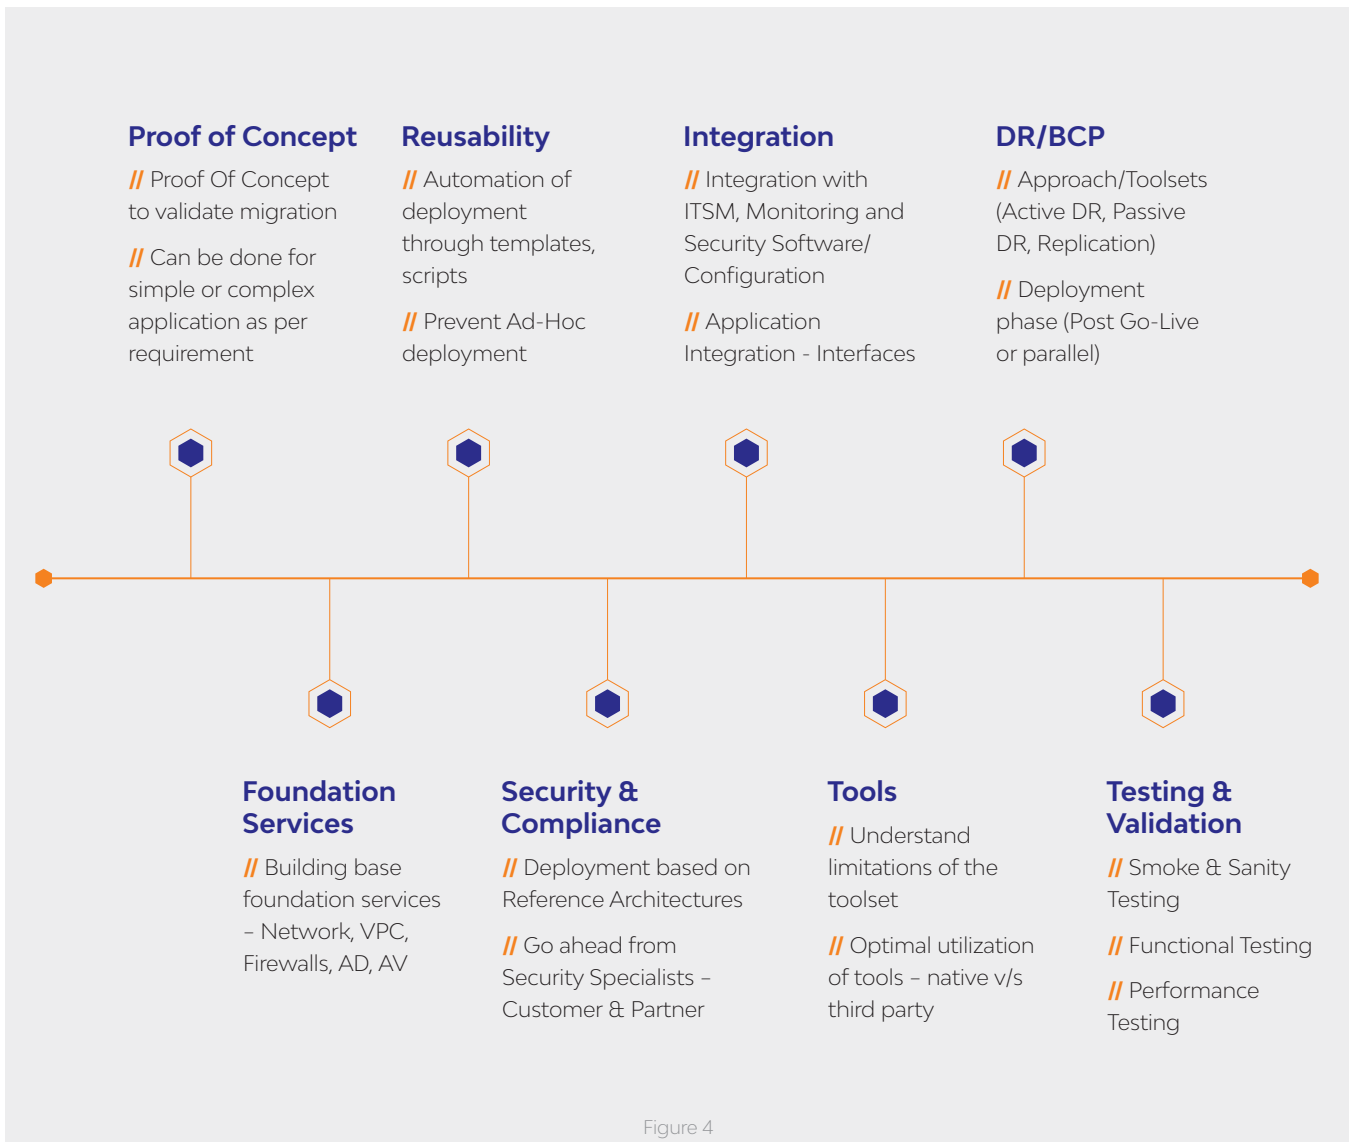 Proof of Concept
// Proof Of Concept
to validate migration
// Can be done for
simple or complex
application as per
requirement
Reusability
// Automation of
deployment
through templates,
scripts
// Prevent Ad-Hoc
deployment
Integration
// Integration with
ITSM, Monitoring and
Security Software/
Configuration
// Application
Integration - Interfaces
DR/BCP
// Approach/Toolsets
(Active DR, Passive
DR, Replication)
// Deployment
phase (Post Go-Live
or parallel)
Foundation
Services
// Building base
foundation services
– Network, VPC,
Firewalls, AD, AV
Security &
Compliance
// Deployment based on
Reference Architectures
// Go ahead from
Security Specialists –
Customer & Partner
Tools
// Understand
limitations of the
toolset
// Optimal utilization
of tools – native v/s
third party
Testing &
Validation
// Smoke & Sanity
Testing
// Functional Testing
// Performance
Testing
Figure 4